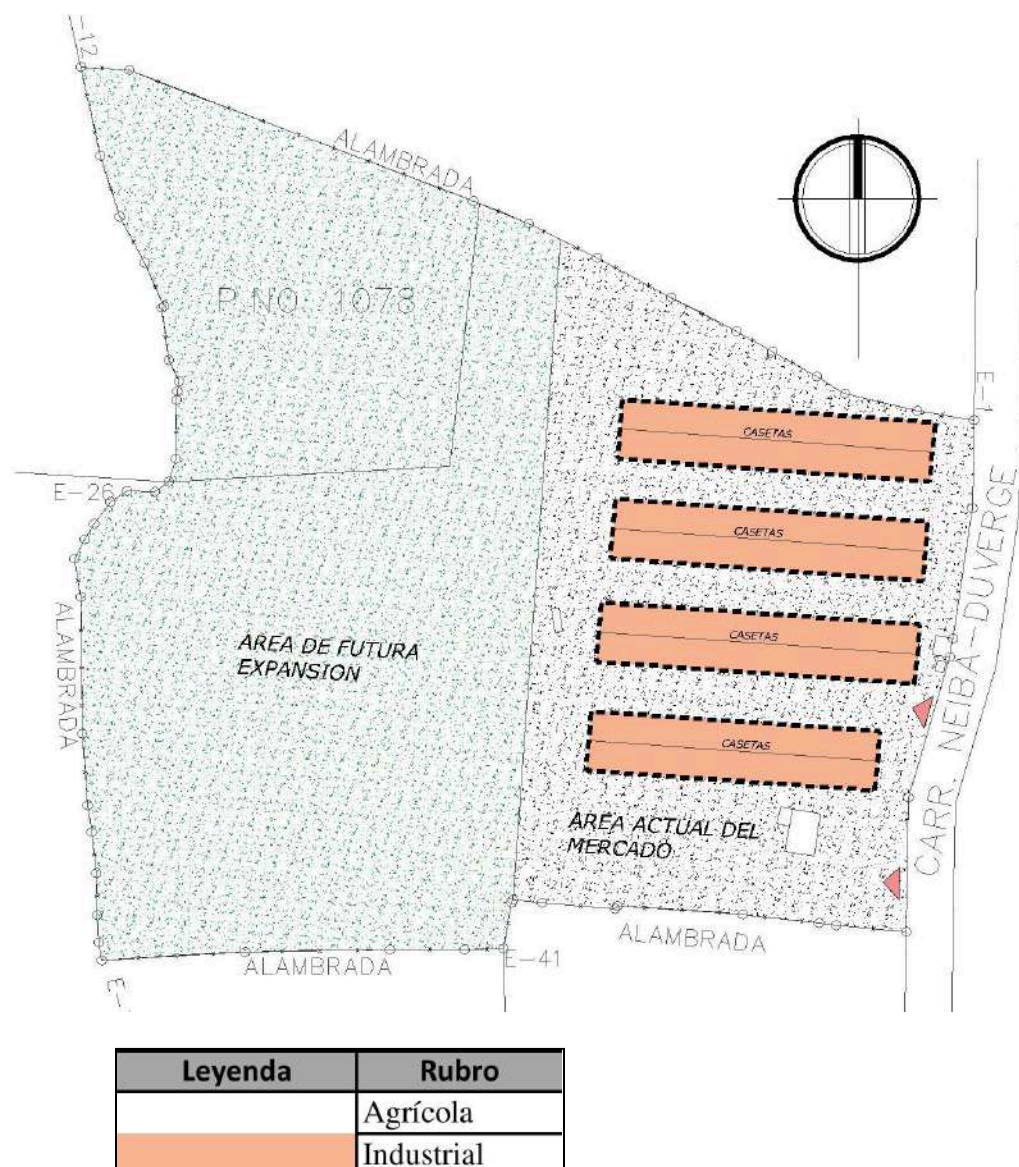 E-12
ALAMBRADA
P.NO. 1078
E-1
CASETAS
E-26
CASETAS
CARR. NEIBA DUVERGE
ALAMBRADA
AREA DE FUTURA
EXPANSION
CASETAS
CASETAS
AREA ACTUAL DEL
MERCADO
ALAMBRADA
ALAMBRADA
E-41
Leyenda Rubro
Agrícola
Industrial